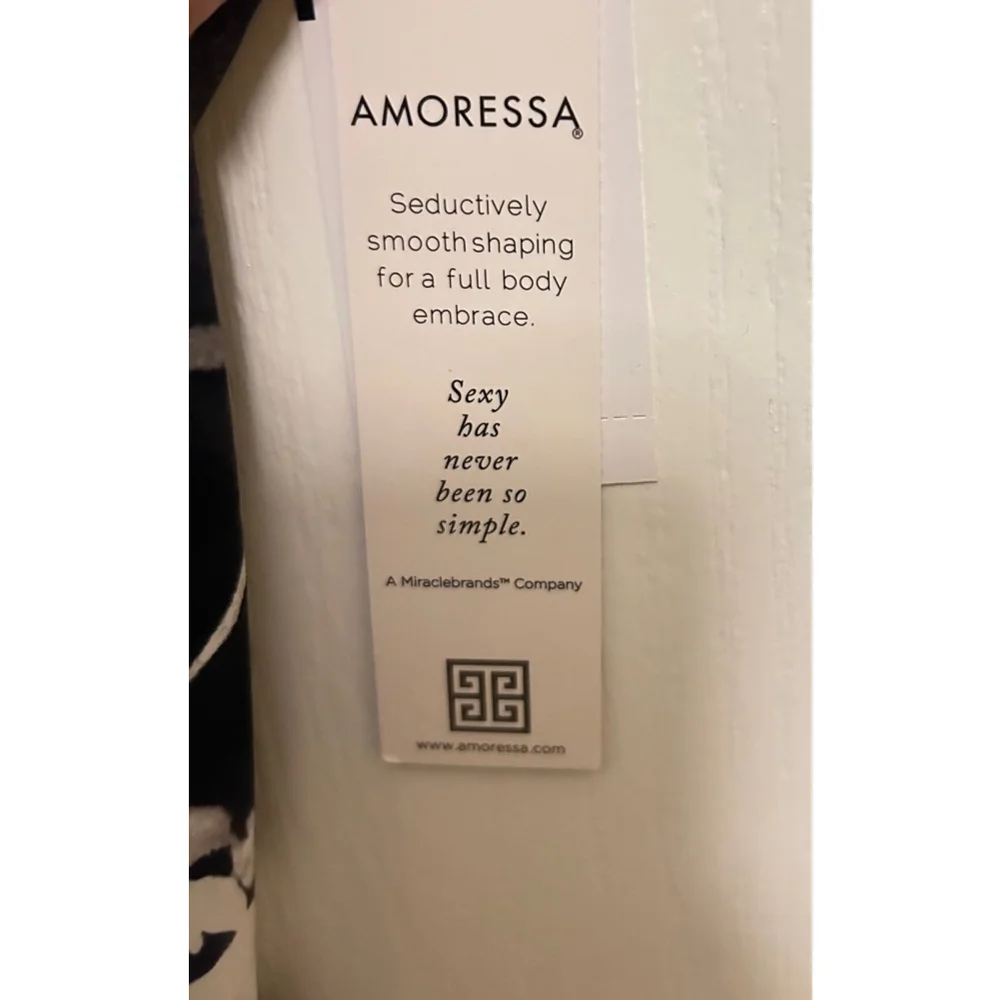 AMORESSA®
Seductively
smooth shaping
for a full body
embrace.
Sexy
has
never
been so
simple.
A Miraclebrands™ Company
www.amoressa.com